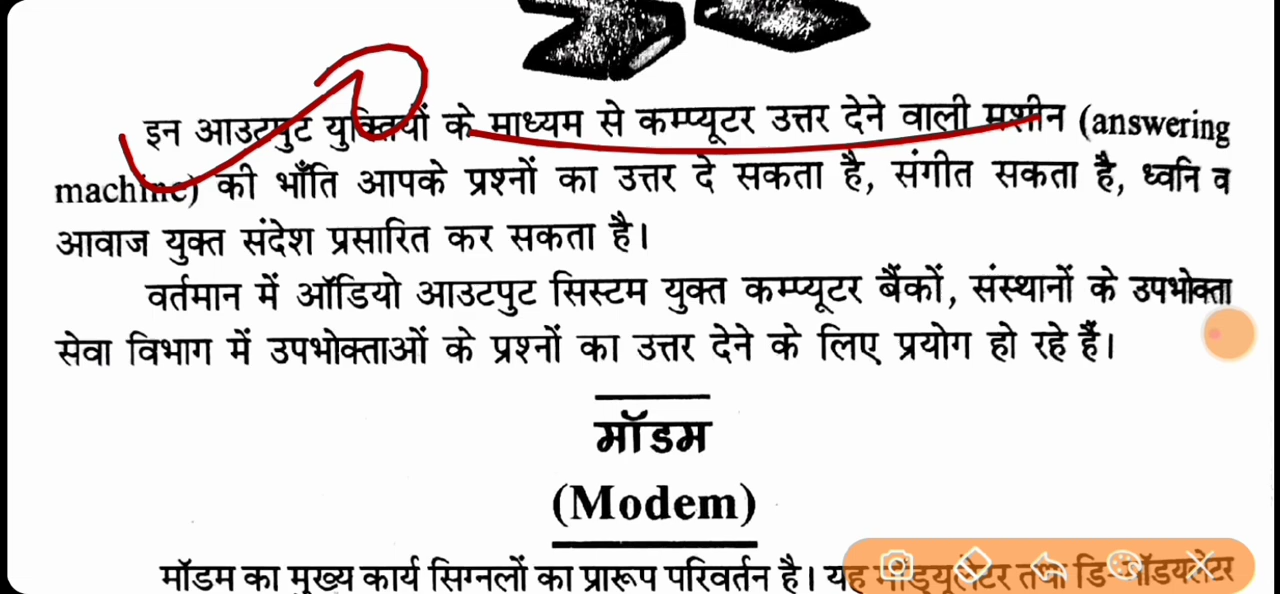 इन आउटपुट युक्तियों के माध्यम से कम्प्यूटर उत्तर देने वाली मशीन (answering
machine) की भाँति आपके प्रश्नों का उत्तर दे सकता है, संगीत सकता है, ध्वनि व
आवाज युक्त संदेश प्रसारित कर सकता है।
वर्तमान में ऑडियो आउटपुट सिस्टम युक्त कम्प्यूटर बैंकों, संस्थानों के उपभोक्ता
सेवा विभाग में उपभोक्ताओं के प्रश्नों का उत्तर देने के लिए प्रयोग हो रहे हैं।
मॉडम
(Modem)
मॉडम का मुख्य कार्य सिग्नलों का प्रारूप परिवर्तन है। यह